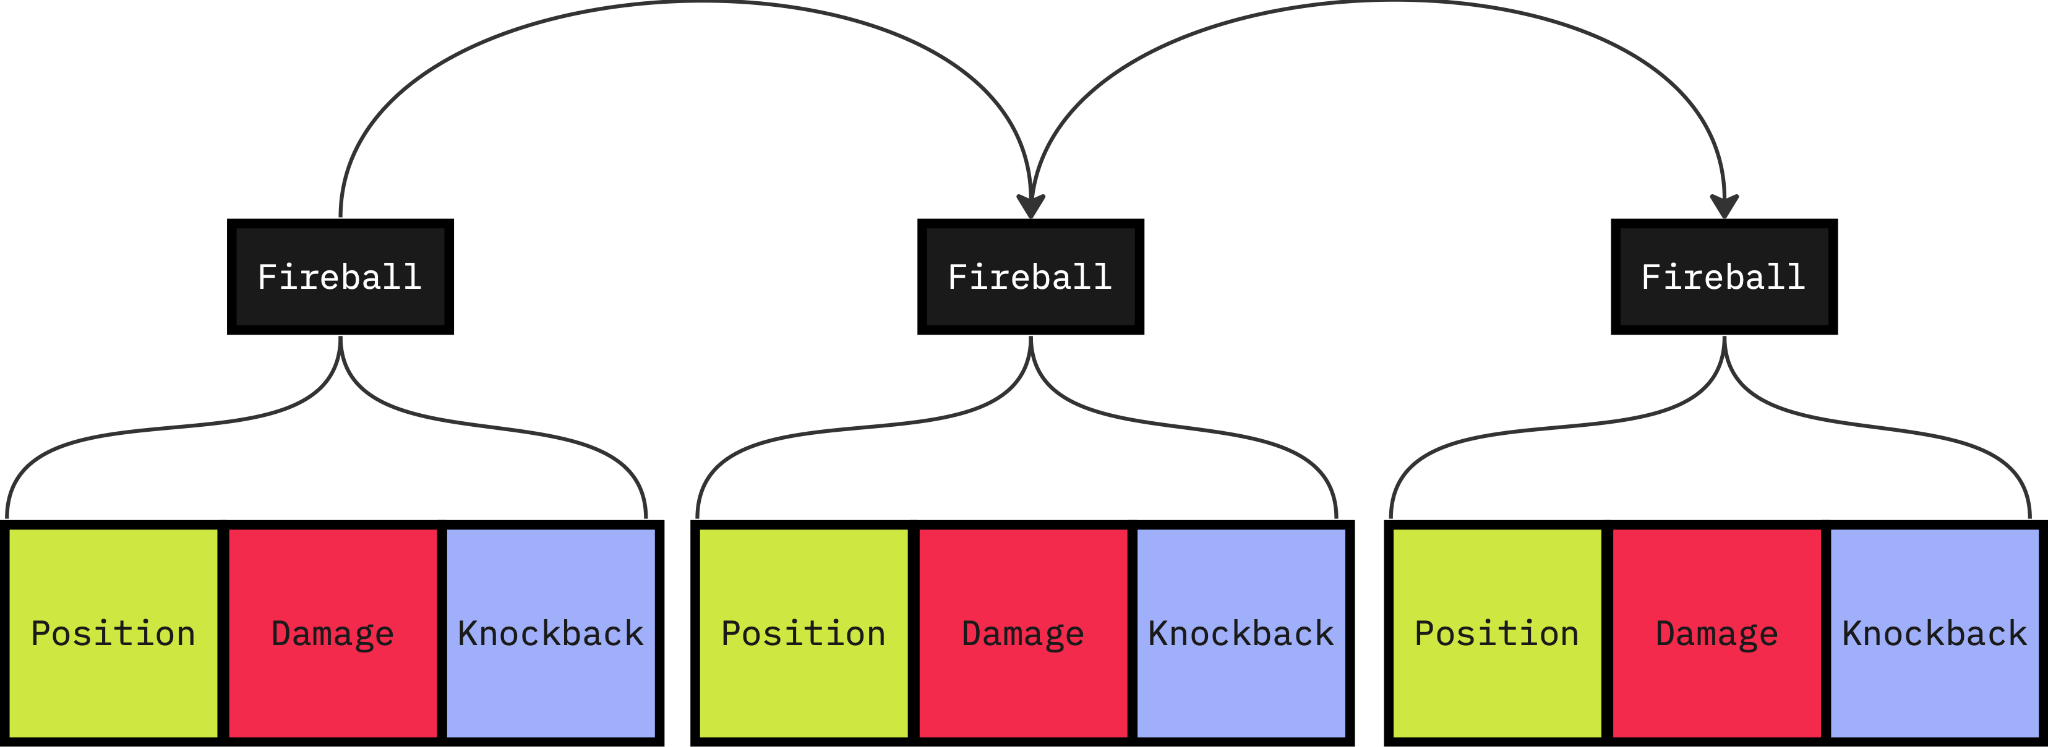 Fireball
Fireball
Fireball
Position
Damage
Knockback
Position
Damage
Knockback
Position
Damage
Knockback